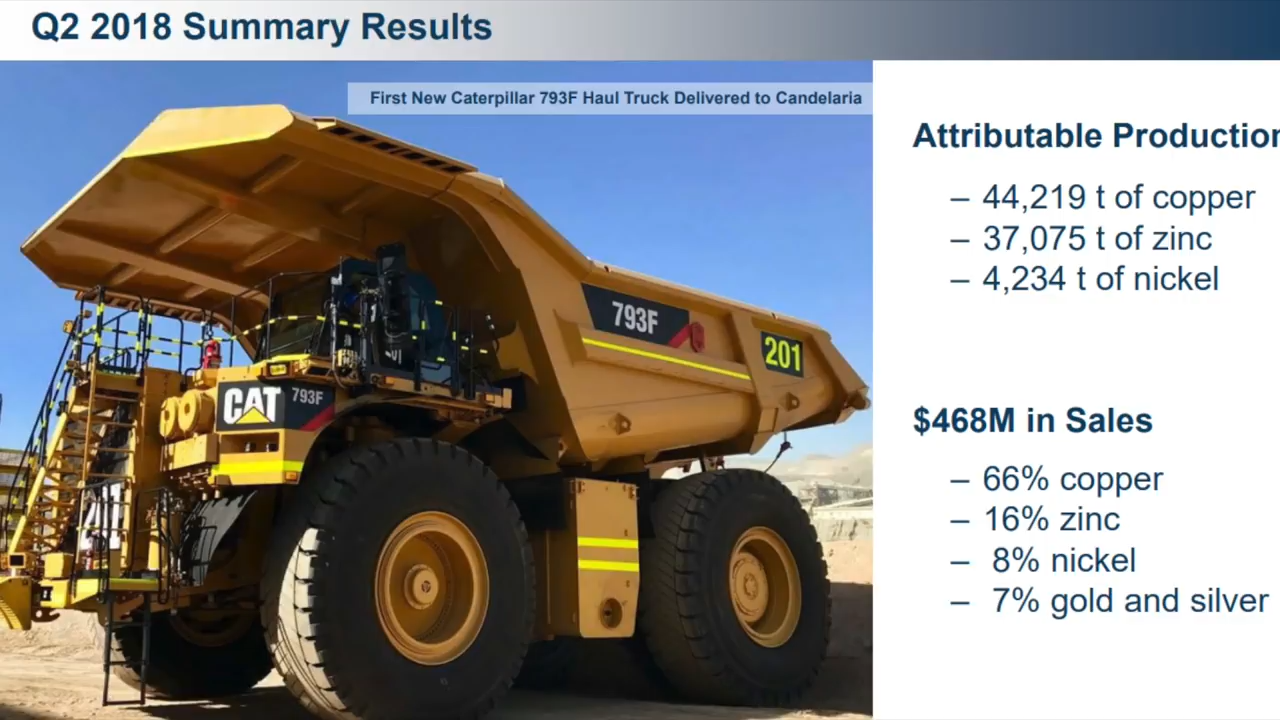 Q2 2018 Summary Results
First New Caterpillar 793F Haul Truck Delivered to Candelaria
793F
201
CAT 793F
Attributable Production
– 44,219 t of copper
– 37,075 t of zinc
– 4,234 t of nickel
$468M in Sales
– 66% copper
– 16% zinc
– 8% nickel
– 7% gold and silver